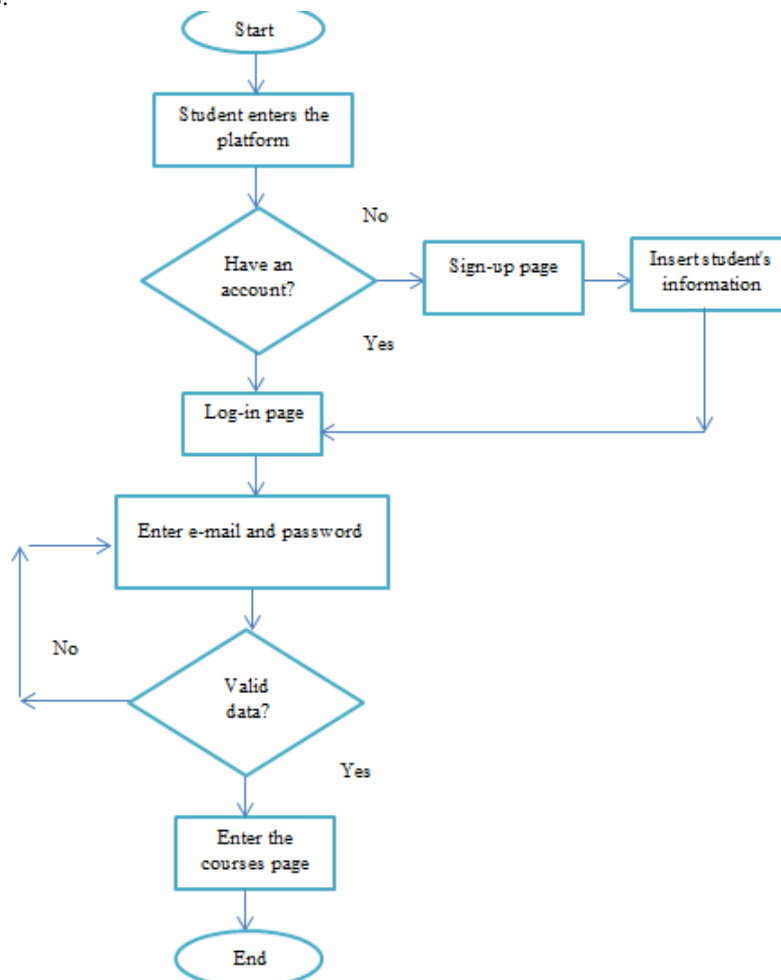 Start
Student enters the
platform
No
Have an
account?
Sign-up page
Insert student's
information
Yes
Log-in page
Enter e-mail and password
No
Valid
data?
Yes
Enter the
courses page
End